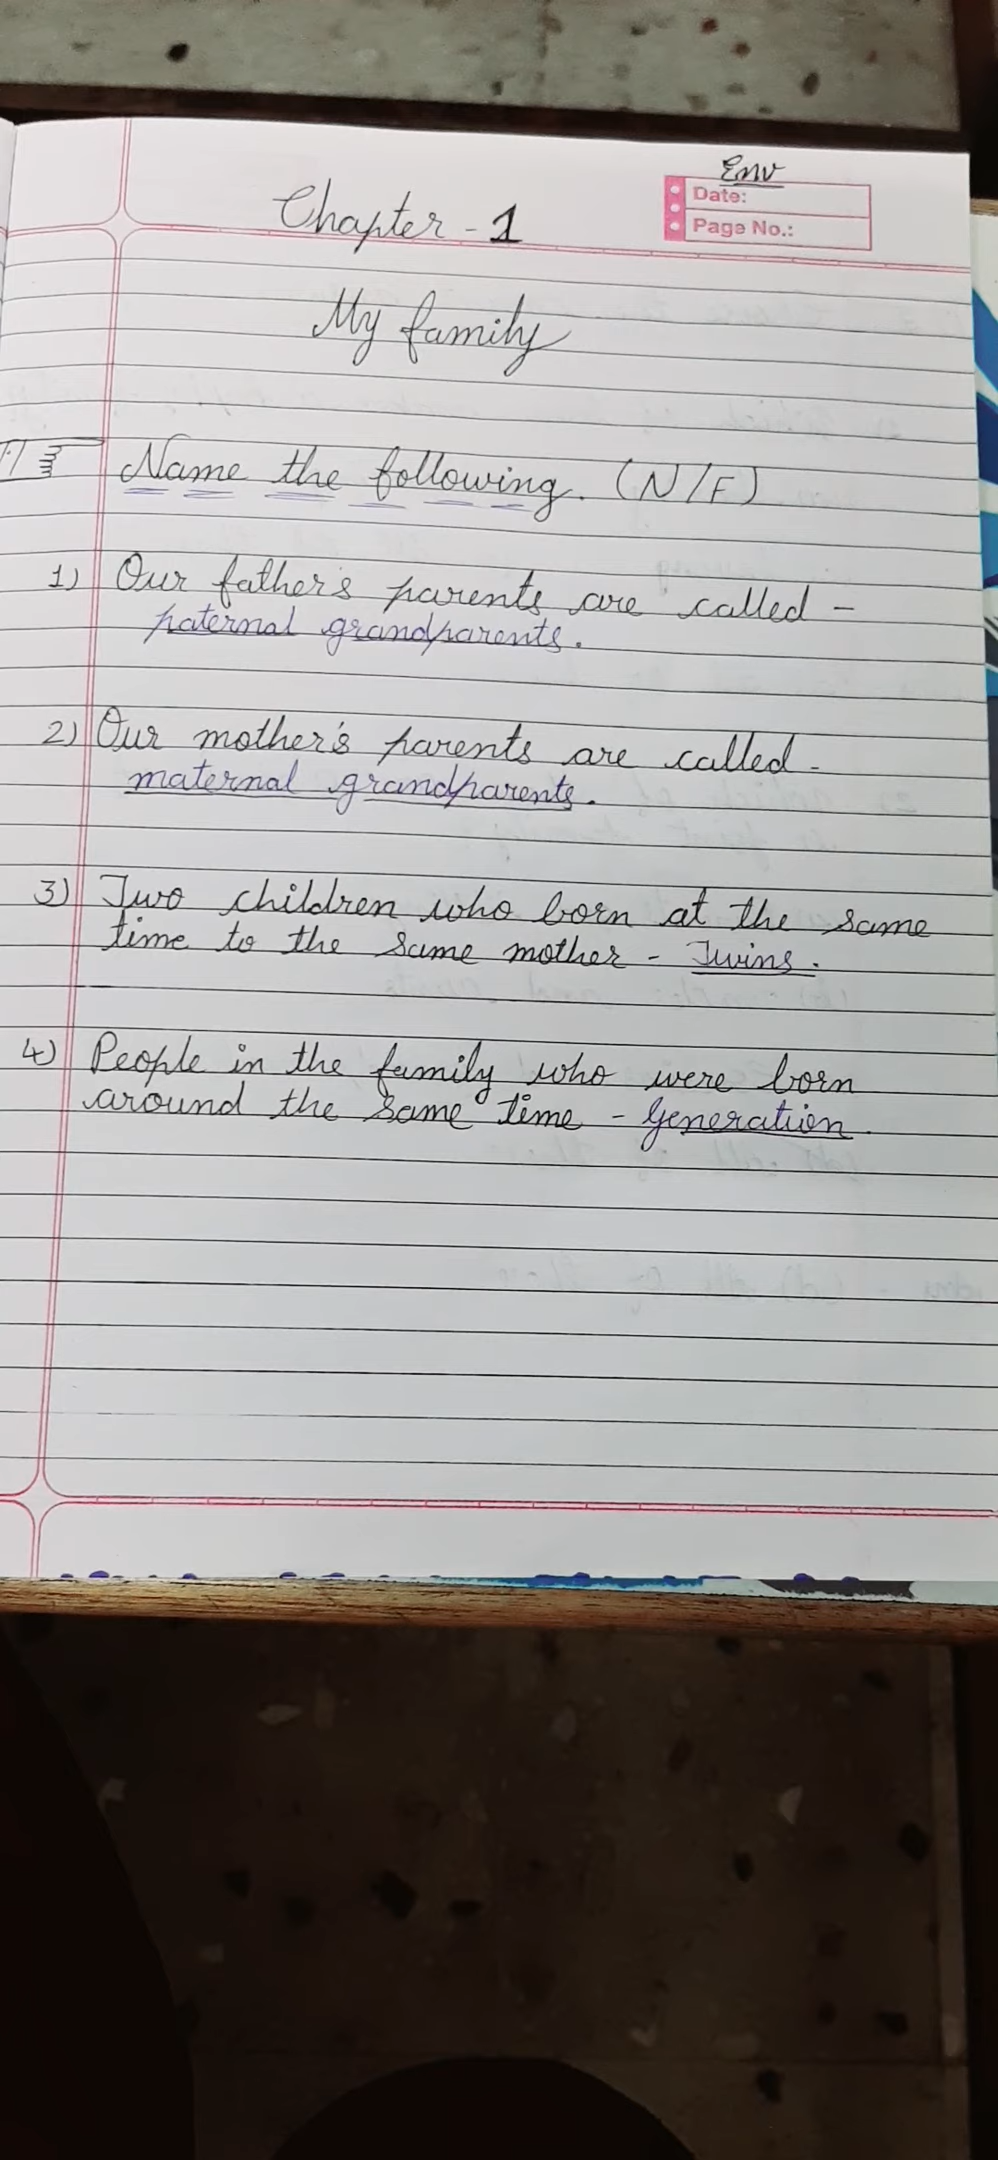 Env
Date:
Page No.:
Chapter - 1
My family
Name the following. (N/F)
1) Our father's parents are called -
paternal grandparents.
2) Our mother's parents are called -
maternal grandparents.
3) Two children who born at the same
time to the same mother - Twins.
4) People in the family who were born
around the same time - Generation.